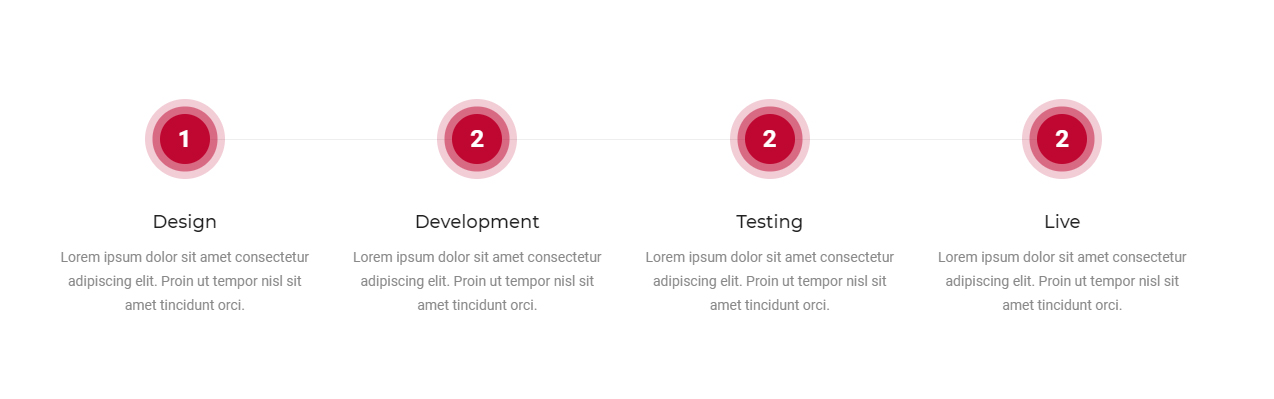 1
2
2
2
Design
Development
Testing
Live
Lorem ipsum dolor sit amet consectetur
adipiscing elit. Proin ut tempor nisl sit
amet tincidunt orci.
Lorem ipsum dolor sit amet consectetur
adipiscing elit. Proin ut tempor nisl sit
amet tincidunt orci.
Lorem ipsum dolor sit amet consectetur
adipiscing elit. Proin ut tempor nisl sit
amet tincidunt orci.
Lorem ipsum dolor sit amet consectetur
adipiscing elit. Proin ut tempor nisl sit
amet tincidunt orci.